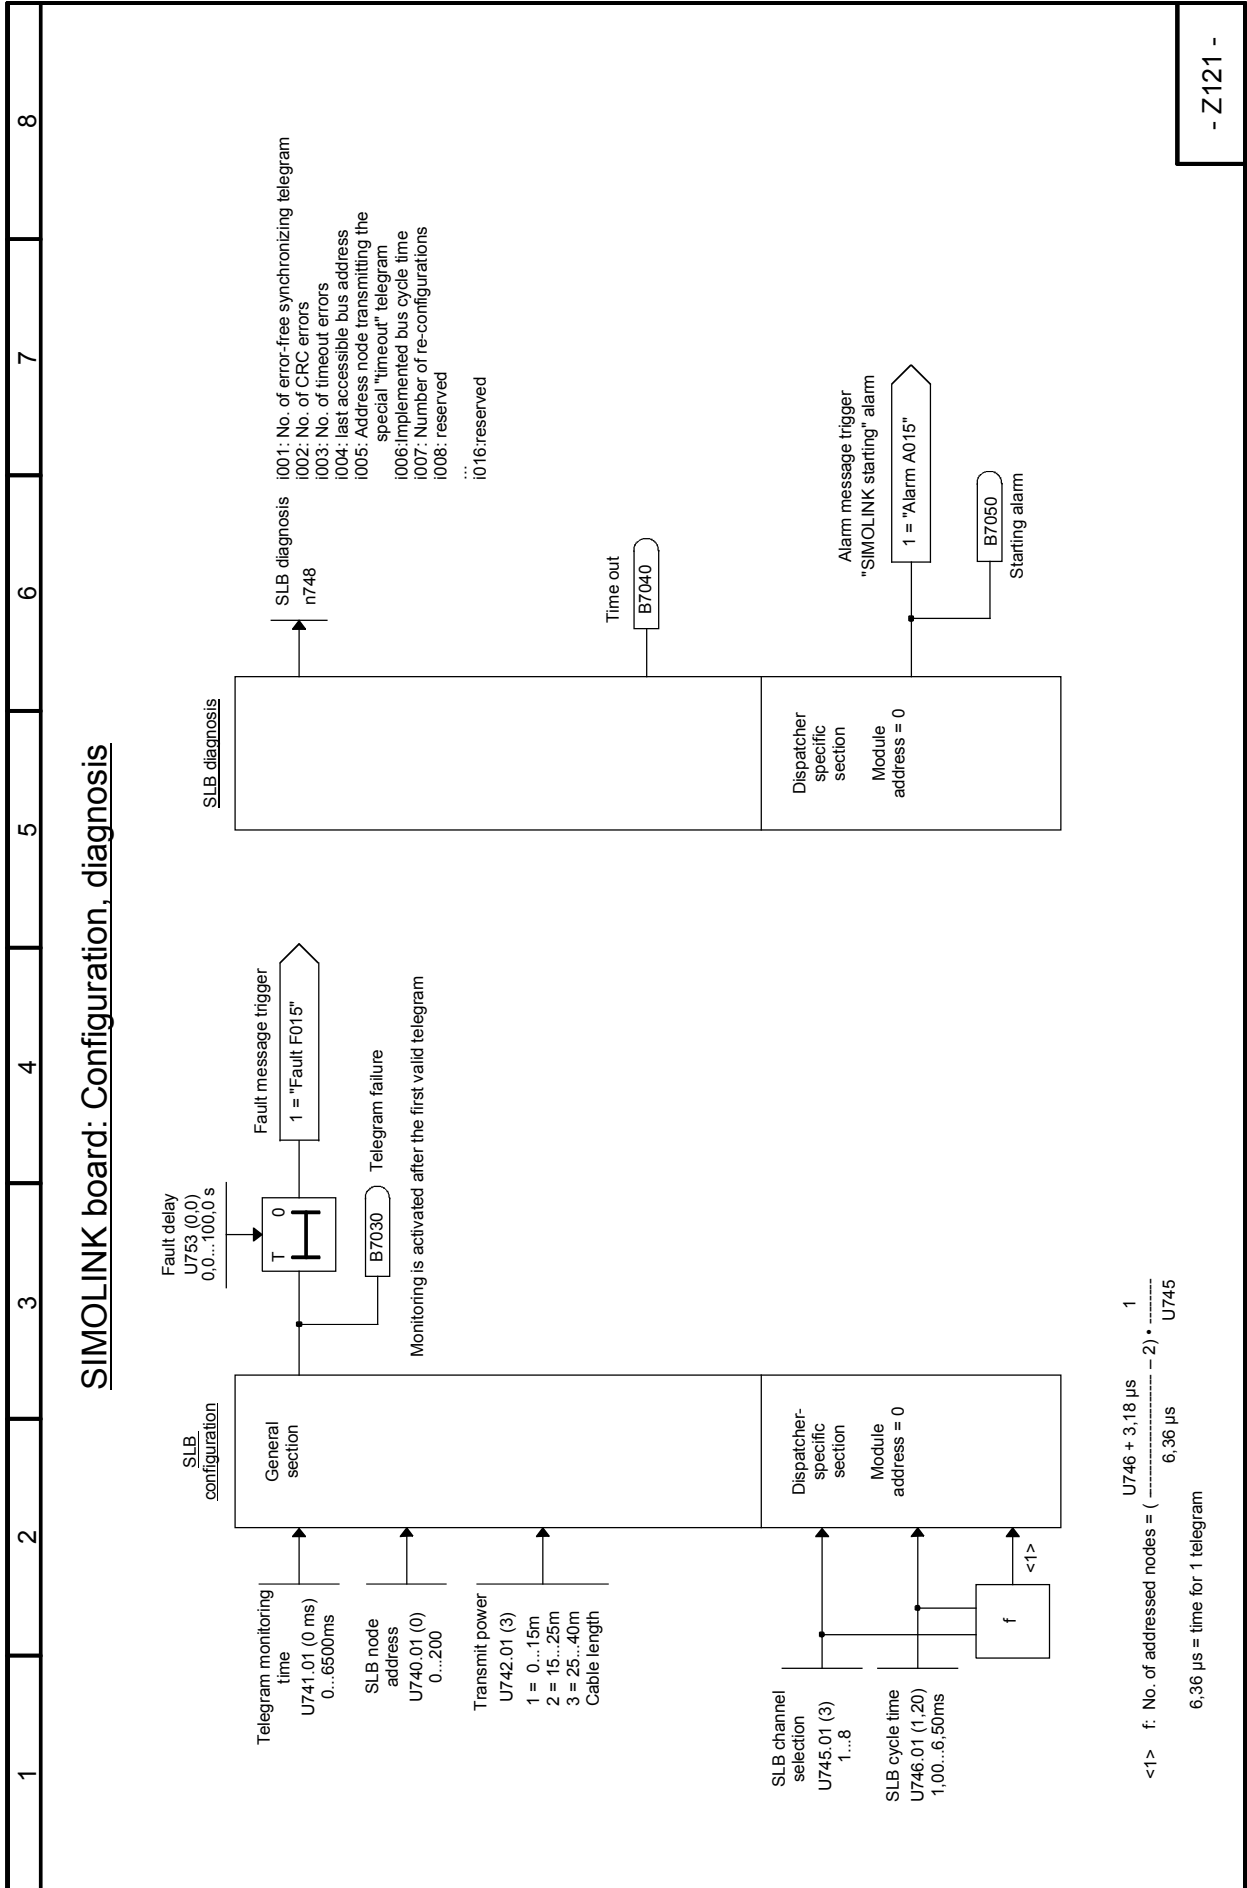 1
2
3
4
5
6
7
8
SIMOLINK board: Configuration, diagnosis
Telegram monitoring
time
U741.01 (0 ms)
0...6500ms
SLB node
address
U740.01 (0)
0...200
Transmit power
U742.01 (3)
1 = 0...15m
2 = 15...25m
3 = 25...40m
Cable length
SLB channel
selection
U745.01 (3)
1...8
SLB cycle time
U746.01 (1,20)
1,00...6,50ms
f
<1>
SLB
configuration
General
section
Dispatcher-
specific
section
Module
address = 0
Fault delay
U753 (0,0)
0,0...100,0 s
T 0
Fault message trigger
1 = "Fault F015"
B7030
Telegram failure
Monitoring is activated after the first valid telegram
SLB diagnosis
Dispatcher
specific
section
Module
address = 0
SLB diagnosis
n748
i001: No. of error-free synchronizing telegram
i002: No. of CRC errors
i003: No. of timeout errors
i004: last accessible bus address
i005: Address node transmitting the
special "timeout" telegram
i006:Implemented bus cycle time
i007: Number of re-configurations
i008: reserved
...
i016:reserved
Time out
B7040
Alarm message trigger
"SIMOLINK starting" alarm
1 = "Alarm A015"
B7050
Starting alarm
U746 + 3,18 µs 1
<1> f: No. of addressed nodes = ( ---------------------- – 2) • --------
6,36 µs U745
6,36 µs = time for 1 telegram
- Z121 -